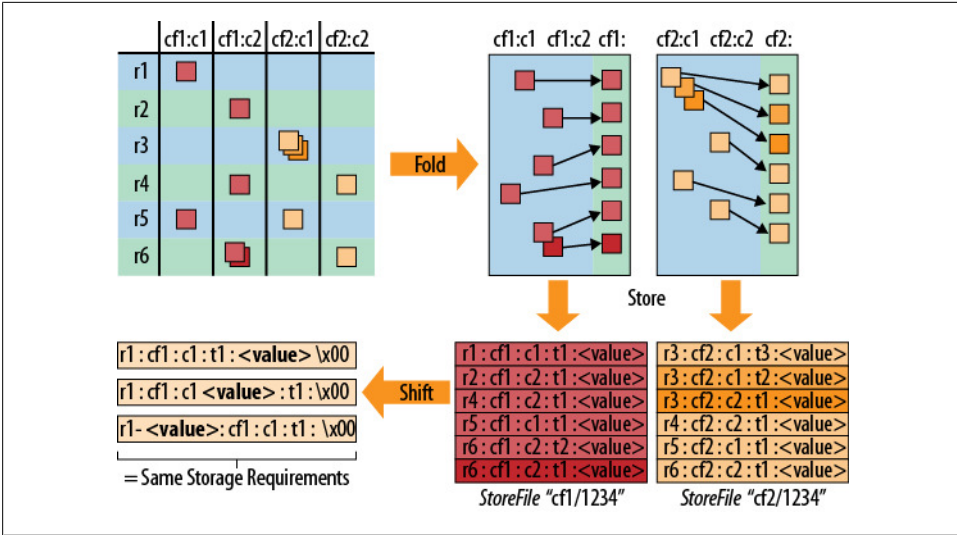 cf1:c1 cf1:c2 cf2:c1 cf2:c2
r1
r2
r3
r4
r5
r6
Fold
cf1:c1 cf1:c2 cf1:
cf2:c1 cf2:c2 cf2:
Store
Shift
r1 : cf1 : c1 : t1 : <value> \x00
r1 : cf1 : c1 <value> : t1 : \x00
r1- <value>: cf1 : c1 : t1 : \x00
= Same Storage Requirements
r1 : cf1 : c1 : t1 :<value>
r2 : cf1 : c2 : t1 :<value>
r4 : cf1 : c2 : t1 :<value>
r5 : cf1 : c1 : t1 :<value>
r6 : cf1 : c2 : t2 :<value>
r6 : cf1 : c2 : t1 :<value>
StoreFile “cf1/1234”
r3 : cf2 : c1 : t3 :<value>
r3 : cf2 : c1 : t2 :<value>
r3 : cf2 : c2 : t1 :<value>
r4 : cf2 : c2 : t1 :<value>
r5 : cf2 : c1 : t1 :<value>
r6 : cf2 : c2 : t1 :<value>
StoreFile “cf2/1234”